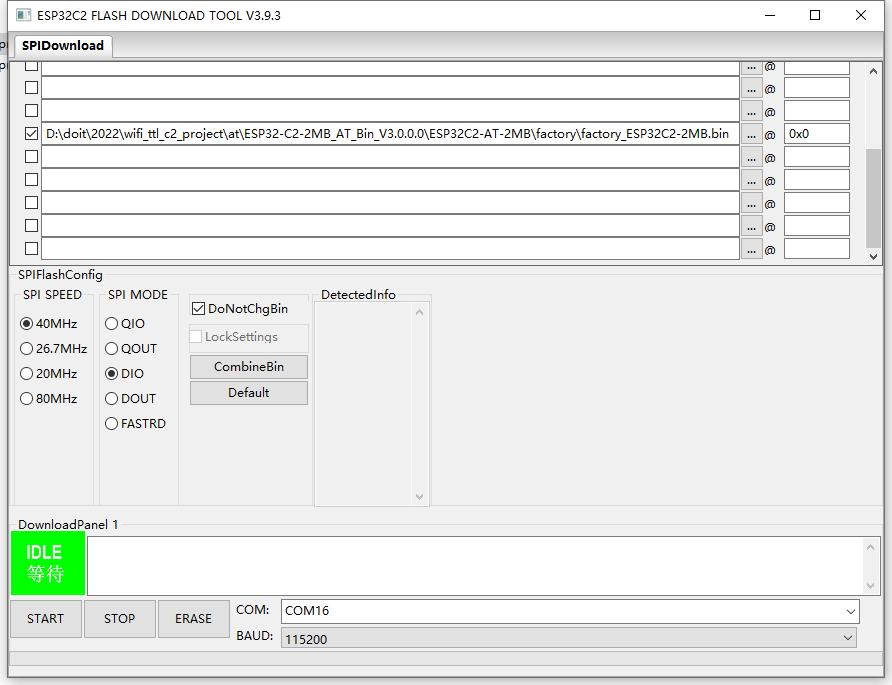 ESP32C2 FLASH DOWNLOAD TOOL V3.9.3
SPIDownload
... @
... @
... @
D:\doit\2022\wifi_ttl_c2_project\at\ESP32-C2-2MB_AT_Bin_V3.0.0.0\ESP32C2-AT-2MB\factory\factory_ESP32C2-2MB.bin ... @ 0x0
... @
... @
... @
... @
... @
SPIFlashConfig
SPI SPEED
40MHz
26.7MHz
20MHz
80MHz
SPI MODE
QIO
QOUT
DIO
DOUT
FASTRD
DoNotChgBin
LockSettings
CombineBin
Default
DetectedInfo
DownloadPanel 1
IDLE
等待
START
STOP
ERASE
COM: COM16
BAUD: 115200